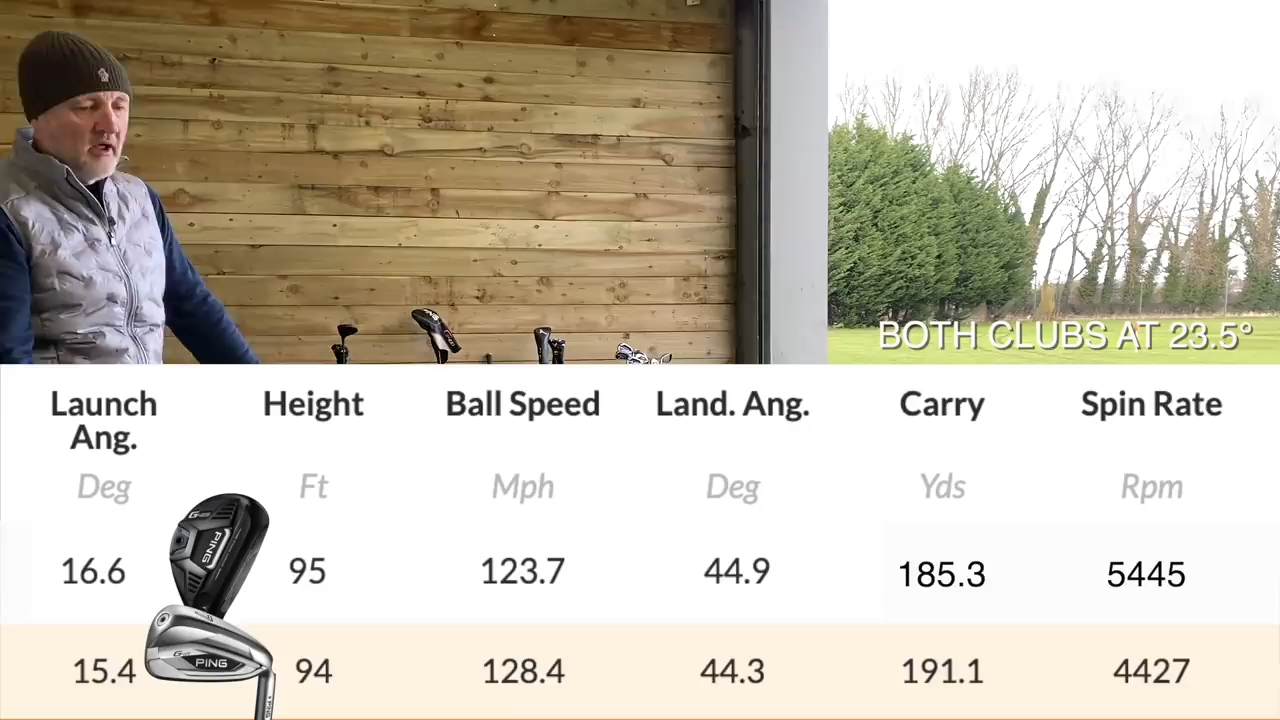 BOTH CLUBS AT 23.5°
Launch Ang. Height Ball Speed Land. Ang. Carry Spin Rate
Deg Ft Mph Deg Yds Rpm
16.6 95 123.7 44.9 185.3 5445
PING
15.4 94 128.4 44.3 191.1 4427
PING